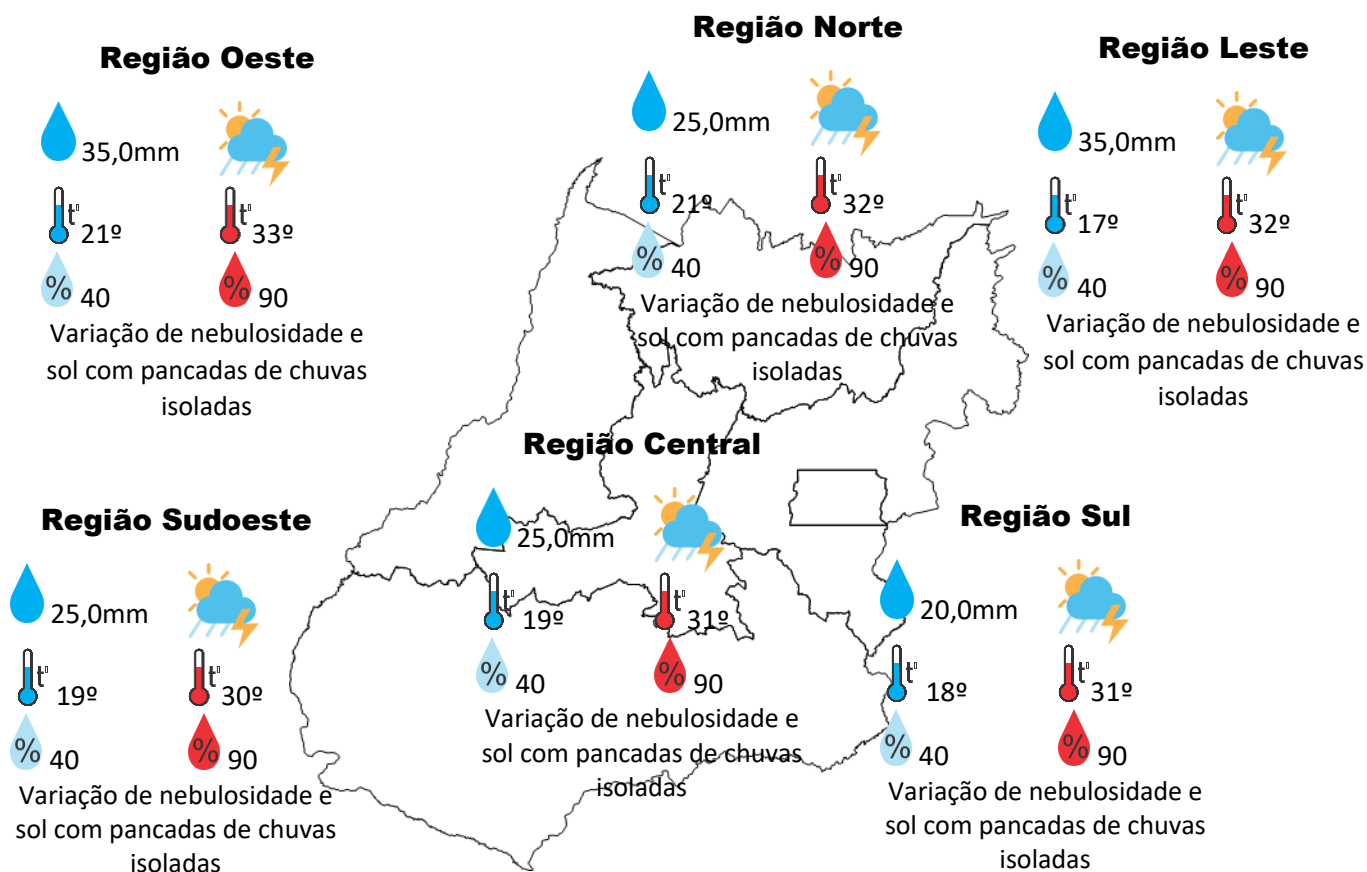 Região Oeste
35,0mm
t°
21º
33º
%
40
%
90
Variação de nebulosidade e
sol com pancadas de chuvas
isoladas
Região Norte
25,0mm
t°
21º
t°
32º
%
40
%
90
Variação de nebulosidade e
sol com pancadas de chuvas
isoladas
Região Leste
35,0mm
t°
17º
t°
32º
%
40
%
90
Variação de nebulosidade e
sol com pancadas de chuvas
isoladas
Região Central
25,0mm
t°
19º
t°
31º
%
40
%
90
Variação de nebulosidade e
sol com pancadas de chuvas
isoladas
Região Sudoeste
25,0mm
t°
19º
t°
30º
%
40
%
90
Variação de nebulosidade e
sol com pancadas de chuvas
isoladas
Região Sul
20,0mm
t°
18º
t°
31º
%
40
%
90
Variação de nebulosidade e
sol com pancadas de chuvas
isoladas